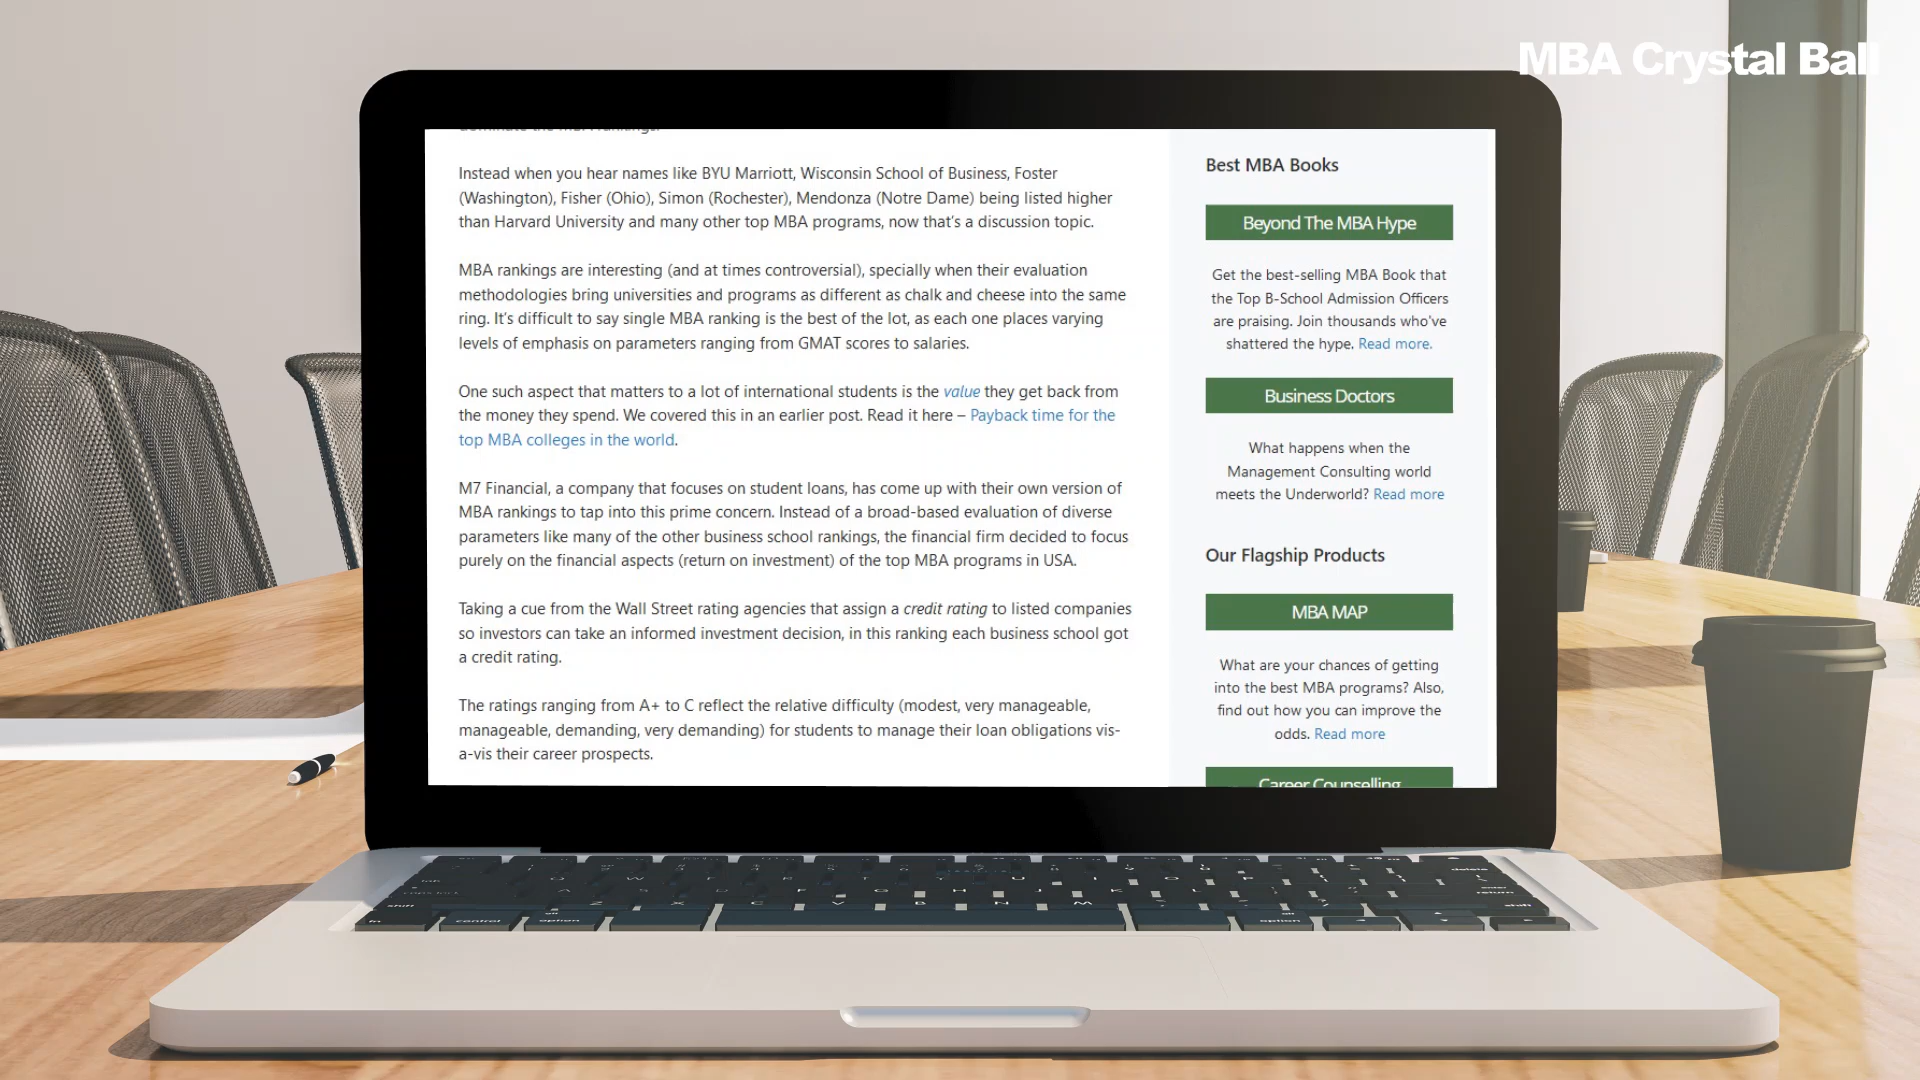 MBA Crystal Ball
dominate the MBA rankings.
Instead when you hear names like BYU Marriott, Wisconsin School of Business, Foster
(Washington), Fisher (Ohio), Simon (Rochester), Mendonza (Notre Dame) being listed higher
than Harvard University and many other top MBA programs, now that's a discussion topic.
MBA rankings are interesting (and at times controversial), specially when their evaluation
methodologies bring universities and programs as different as chalk and cheese into the same
ring. It's difficult to say single MBA ranking is the best of the lot, as each one places varying
levels of emphasis on parameters ranging from GMAT scores to salaries.
One such aspect that matters to a lot of international students is the value they get back from
the money they spend. We covered this in an earlier post. Read it here – Payback time for the
top MBA colleges in the world.
M7 Financial, a company that focuses on student loans, has come up with their own version of
MBA rankings to tap into this prime concern. Instead of a broad-based evaluation of diverse
parameters like many of the other business school rankings, the financial firm decided to focus
purely on the financial aspects (return on investment) of the top MBA programs in USA.
Taking a cue from the Wall Street rating agencies that assign a credit rating to listed companies
so investors can take an informed investment decision, in this ranking each business school got
a credit rating.
The ratings ranging from A+ to C reflect the relative difficulty (modest, very manageable,
manageable, demanding, very demanding) for students to manage their loan obligations vis-
a-vis their career prospects.
Best MBA Books
Beyond The MBA Hype
Get the best-selling MBA Book that
the Top B-School Admission Officers
are praising. Join thousands who've
shattered the hype. Read more.
Business Doctors
What happens when the
Management Consulting world
meets the Underworld? Read more
Our Flagship Products
MBA MAP
What are your chances of getting
into the best MBA programs? Also,
find out how you can improve the
odds. Read more
Career Counselling
delete
return
shift
shift
fn
control
option
option